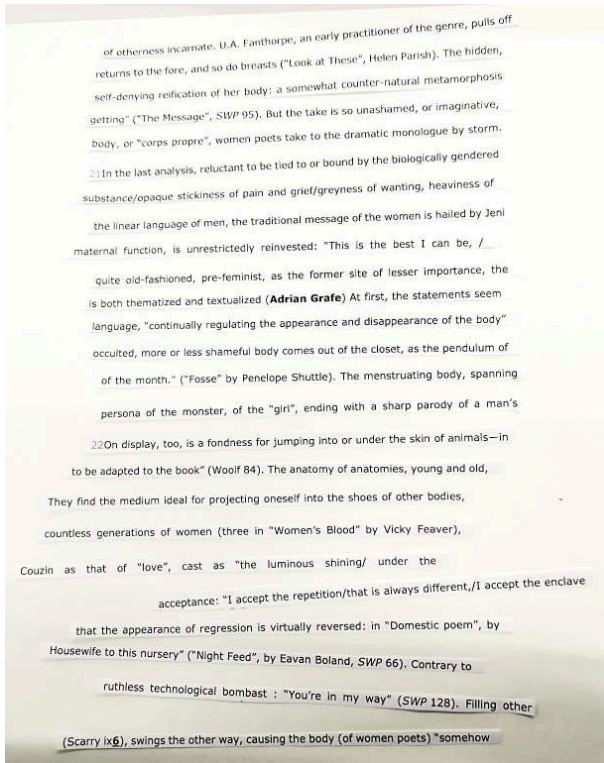 of otherness incarnate. U.A. Fanthorpe, an early practitioner of the genre, pulls off
returns to the fore, and so do breasts ("Look at These", Helen Parish). The hidden,
self-denying reification of her body: a somewhat counter-natural metamorphosis
getting" ("The Message", SWP 95). But the take is so unashamed, or imaginative,
body, or "corps propre", women poets take to the dramatic monologue by storm.
21In the last analysis, reluctant to be tied to or bound by the biologically gendered
substance/opaque stickiness of pain and grief/greyness of wanting, heaviness of
the linear language of men, the traditional message of the women is hailed by Jeni
maternal function, is unrestrictedly reinvested: "This is the best I can be, /
quite old-fashioned, pre-feminist, as the former site of lesser importance, the
is both thematized and textualized (Adrian Grafe) At first, the statements seem
language, "continually regulating the appearance and disappearance of the body"
occulted, more or less shameful body comes out of the closet, as the pendulum of
of the month." ("Fosse" by Penelope Shuttle). The menstruating body, spanning
persona of the monster, of the "girl", ending with a sharp parody of a man's
22On display, too, is a fondness for jumping into or under the skin of animals—in
to be adapted to the book" (Woolf 84). The anatomy of anatomies, young and old,
They find the medium ideal for projecting oneself into the shoes of other bodies,
countless generations of women (three in "Women's Blood" by Vicky Feaver),
Couzin as that of "love", cast as "the luminous shining/ under the
acceptance: "I accept the repetition/that is always different,/I accept the enclave
that the appearance of regression is virtually reversed: in "Domestic poem", by
Housewife to this nursery" ("Night Feed", by Eavan Boland, SWP 66). Contrary to
ruthless technological bombast : "You're in my way" (SWP 128). Filling other
(Scarry ix6), swings the other way, causing the body (of women poets) "somehow